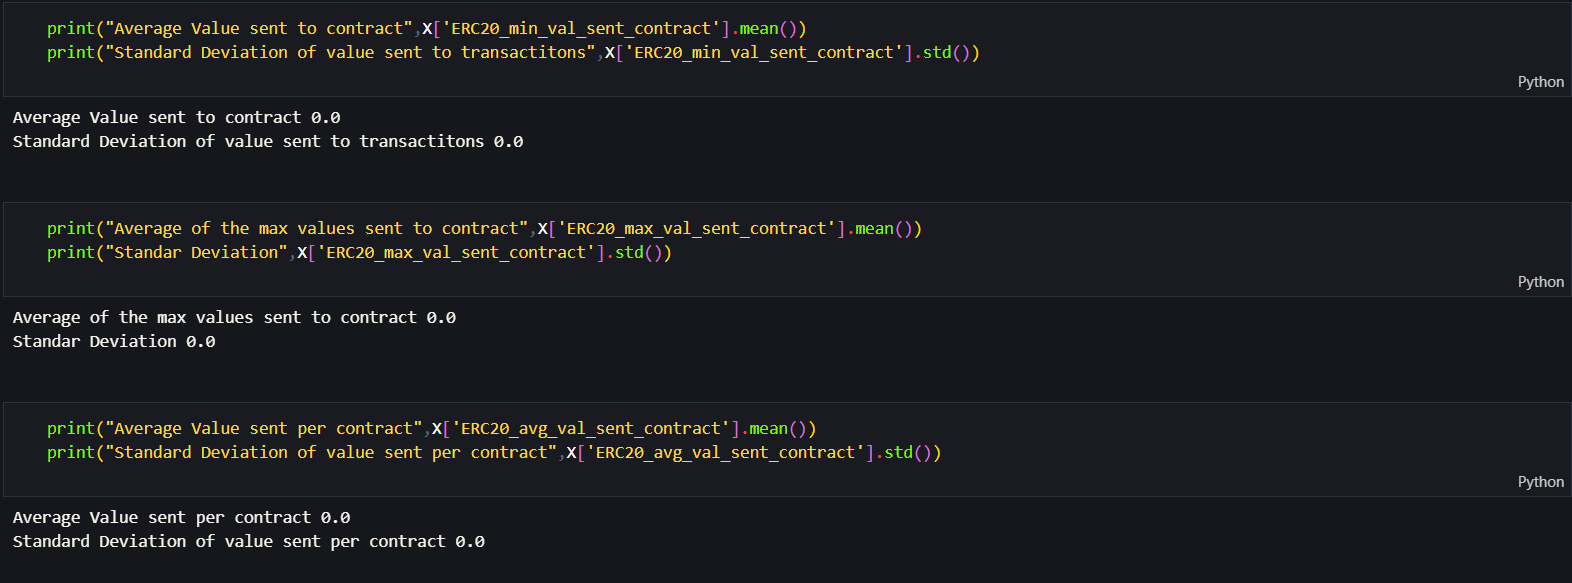 print("Average Value sent to contract",X['ERC20_min_val_sent_contract'].mean())
print("Standard Deviation of value sent to transactitons",X['ERC20_min_val_sent_contract'].std())
Python
Average Value sent to contract 0.0
Standard Deviation of value sent to transactitons 0.0
print("Average of the max values sent to contract",X['ERC20_max_val_sent_contract'].mean())
print("Standar Deviation",X['ERC20_max_val_sent_contract'].std())
Python
Average of the max values sent to contract 0.0
Standar Deviation 0.0
print("Average Value sent per contract",X['ERC20_avg_val_sent_contract'].mean())
print("Standard Deviation of value sent per contract",X['ERC20_avg_val_sent_contract'].std())
Python
Average Value sent per contract 0.0
Standard Deviation of value sent per contract 0.0